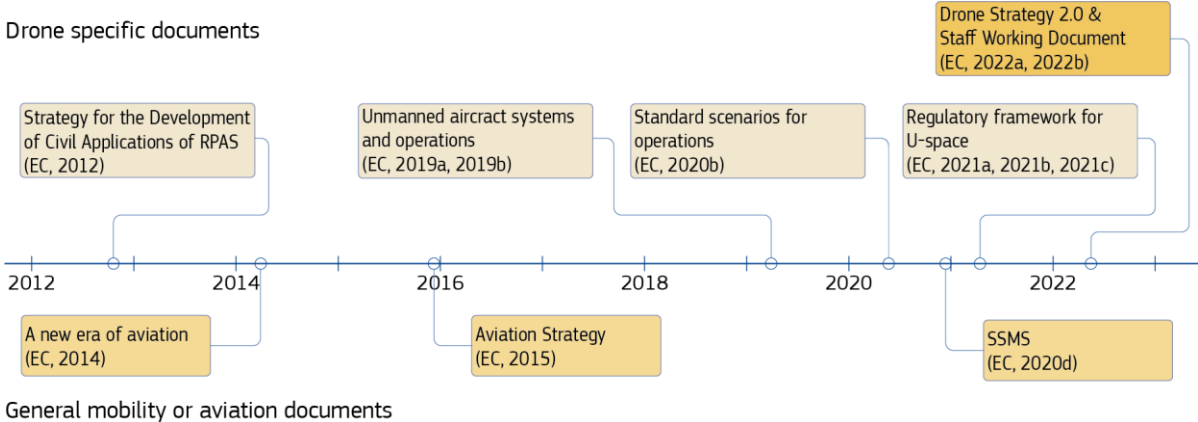 Drone specific documents
Drone Strategy 2.0 &
Staff Working Document
(EC, 2022a, 2022b)
Strategy for the Development
of Civil Applications of RPAS
(EC, 2012)
Unmanned aircract systems
and operations
(EC, 2019a, 2019b)
Standard scenarios for
operations
(EC, 2020b)
Regulatory framework for
U-space
(EC, 2021a, 2021b, 2021c)
2012 2014 2016 2018 2020 2022
A new era of aviation
(EC, 2014)
Aviation Strategy
(EC, 2015)
SSMS
(EC, 2020d)
General mobility or aviation documents